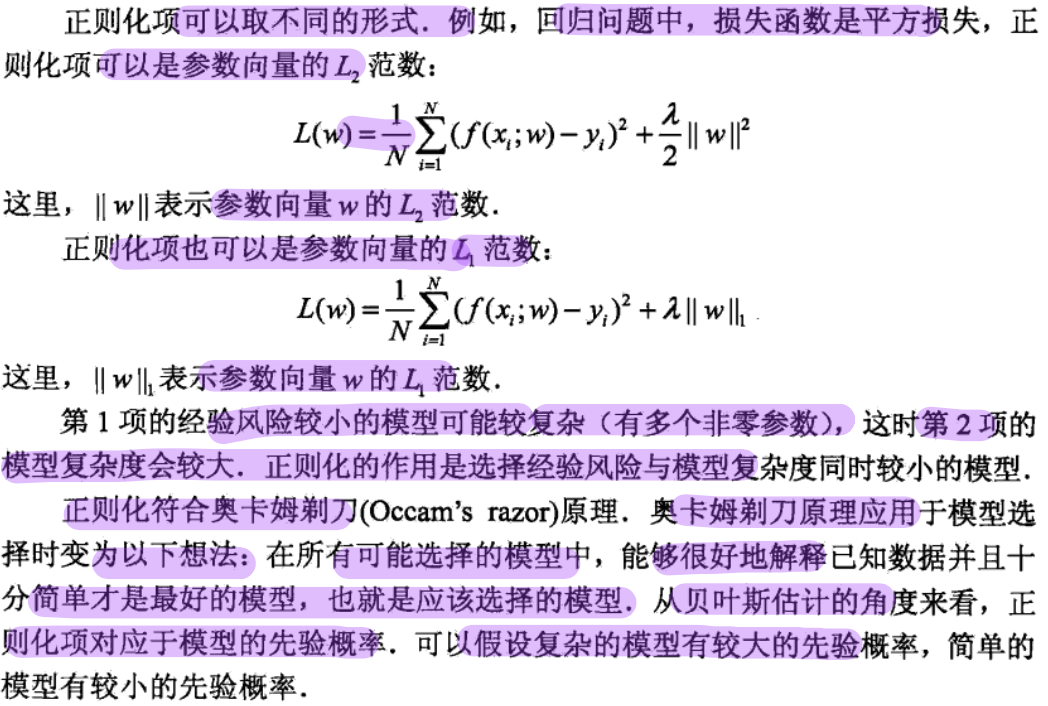 正则化项可以取不同的形式．例如，回归问题中，损失函数是平方损失，正
则化项可以是参数向量的 L₂ 范数：
L(w) = \frac{1}{N} \sum_{i=1}^{N} (f(x_i;w) − y_i)² + \frac{λ}{2} || w ||²
这里，|| w || 表示参数向量 w 的 L₂ 范数．
正则化项也可以是参数向量的 L₁ 范数：
L(w) = \frac{1}{N} \sum_{i=1}^{N} (f(x_i;w) − y_i)² + λ || w ||₁
这里，|| w ||₁ 表示参数向量 w 的 L₁ 范数．
第 1 项的经验风险较小的模型可能较复杂（有多个非零参数），这时第 2 项的
模型复杂度会较大．正则化的作用是选择经验风险与模型复杂度同时较小的模型．
正则化符合奥卡姆剃刀(Occam's razor)原理．奥卡姆剃刀原理应用于模型选
择时变为以下想法：在所有可能选择的模型中，能够很好地解释已知数据并且十
分简单才是最好的模型，也就是应该选择的模型．从贝叶斯估计的角度来看，正
则化项对应于模型的先验概率．可以假设复杂的模型有较大的先验概率，简单的
模型有较小的先验概率．